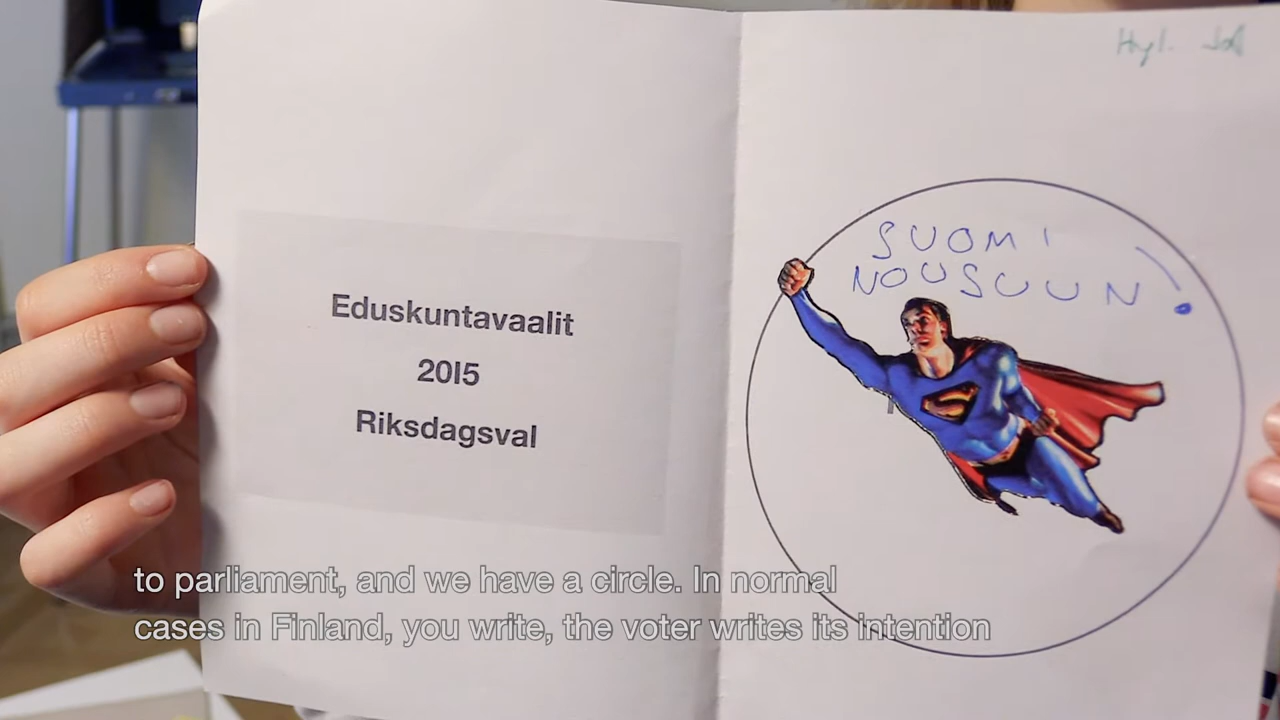 Eduskuntavaalit
2015
Riksdagsval
SUOMI
NOUSUUN!
S
to parliament, and we have a circle. In normal
cases in Finland, you write, the voter writes its intention